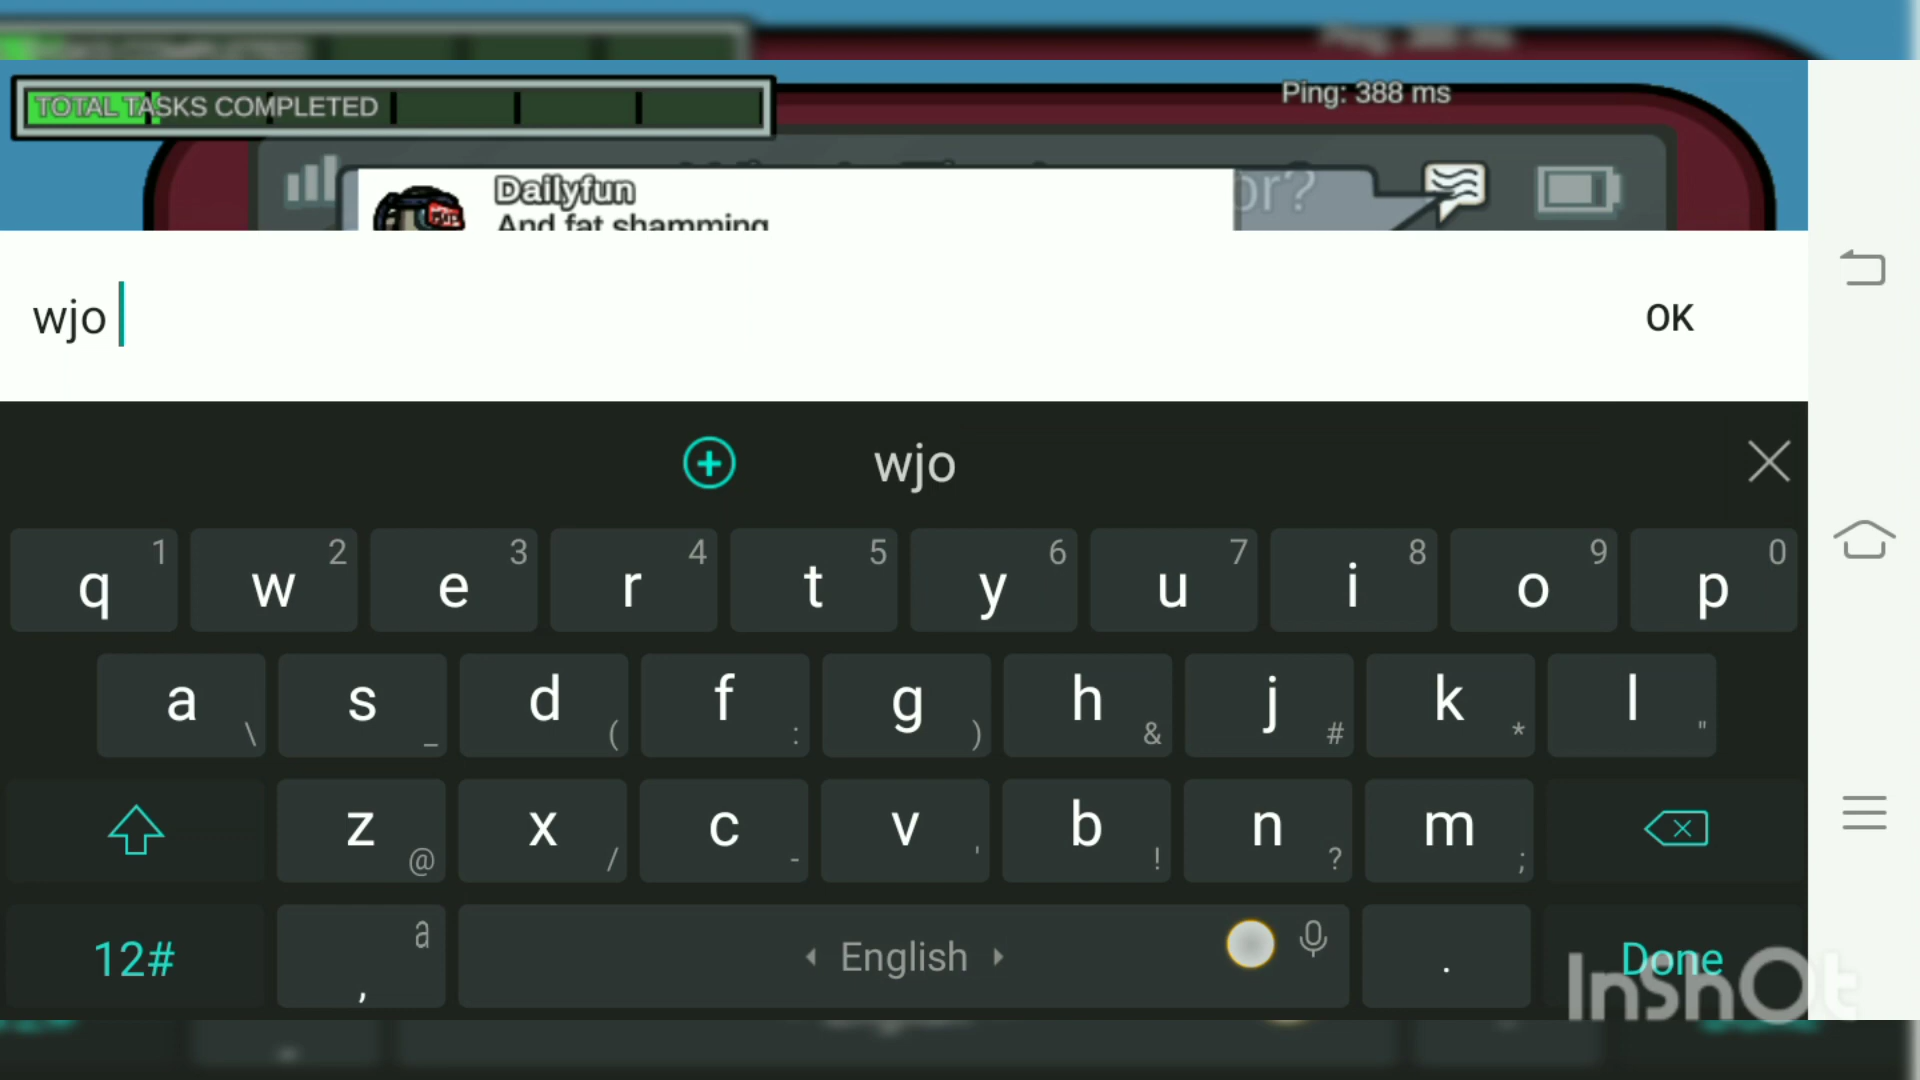 TOTAL TASKS COMPLETED
Ping: 388 ms
or?
Dailyfun
And fat shamming
wjo
OK
wjo
q 1 w 2 e 3 r 4 t 5 y 6 u 7 i 8 o 9 p 0
a \ s _ d ( f : g ) h & j # k * l "
z @ x / c - v ' b ! n ? m ;
12# , a English . Done
InShOt